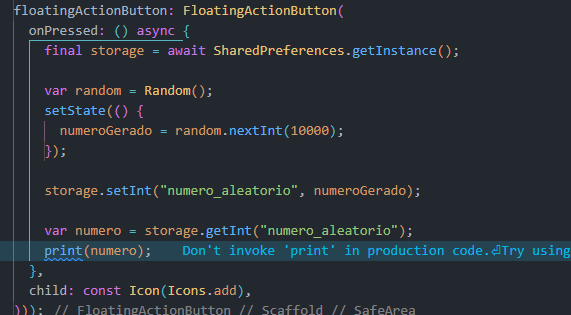 floatingActionButton: FloatingActionButton(
onPressed: () async {
final storage = await SharedPreferences.getInstance();
var random = Random();
setState(() {
numeroGerado = random.nextInt(10000);
});
storage.setInt("numero_aleatorio", numeroGerado);
var numero = storage.getInt("numero_aleatorio");
print(numero); Don't invoke 'print' in production code.⏎Try using
},
child: const Icon(Icons.add),
))); // FloatingActionButton // Scaffold // SafeArea